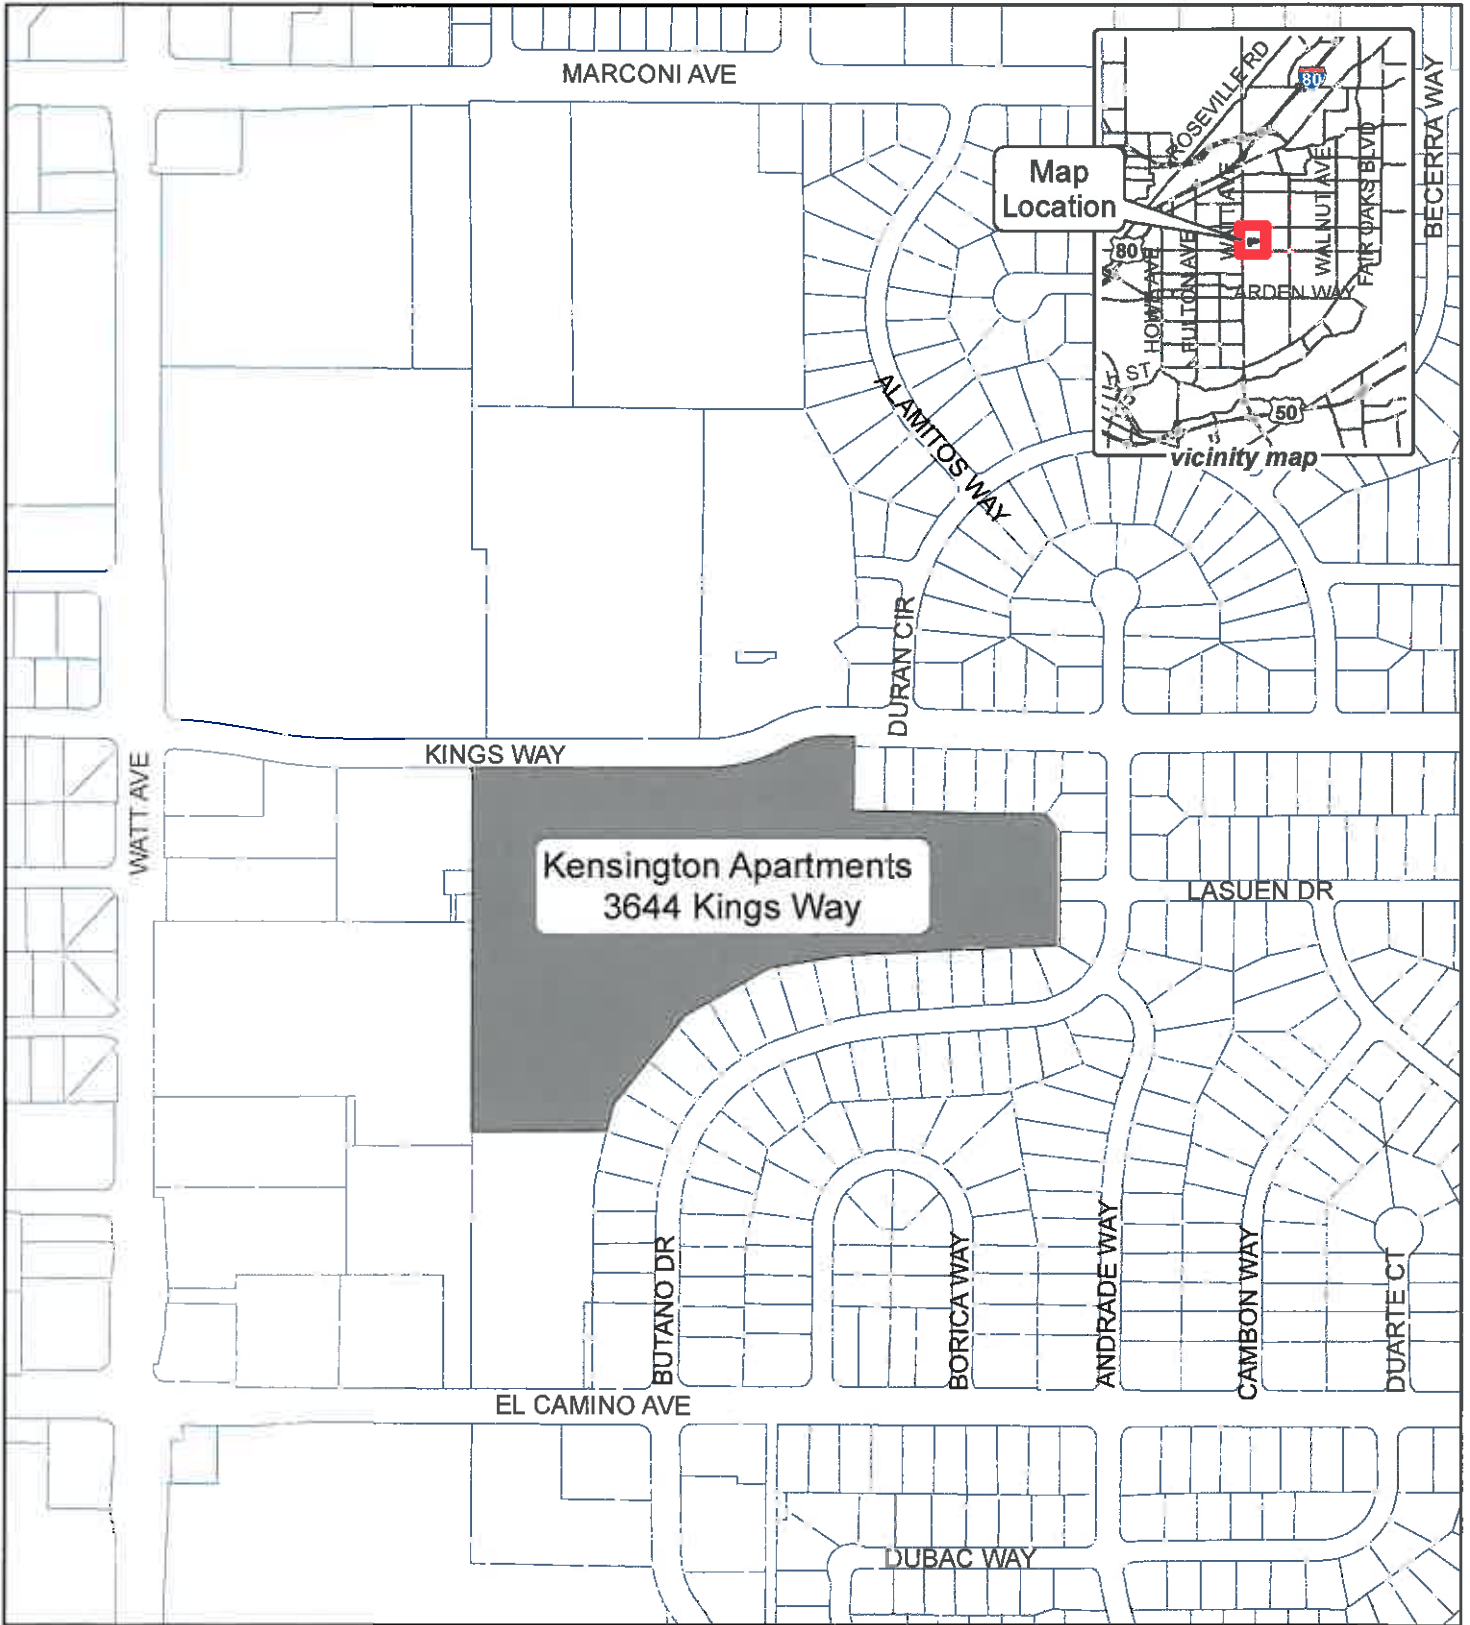 MARCONI AVE
BECERRA WAY
ROSEVILLE RD
80
Map
Location
WATT AVE
WALNUT AVE
FAIR OAKS BLVD
80
HOWE AVE
FULTON AVE
ARDEN WAY
H ST
50
vicinity map
ALAMITOS WAY
DURAN CIR
KINGS WAY
WATT AVE
Kensington Apartments
3644 Kings Way
LASUEN DR
BUTANO DR
BORICA WAY
ANDRADE WAY
CAMBON WAY
DUARTE CT
EL CAMINO AVE
DUBAC WAY